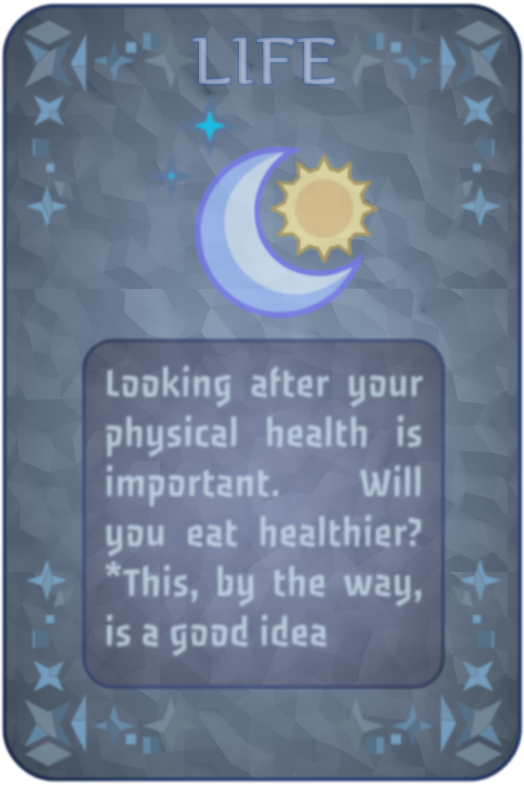 LIFE
Looking after your
physical health is
important. Will
you eat healthier?
*This, by the way,
is a good idea